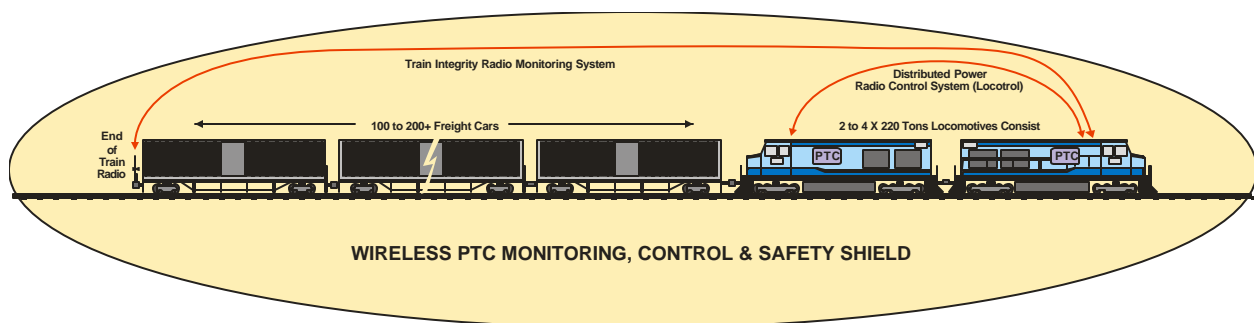 Train Integrity Radio Monitoring System
Distributed Power
Radio Control System (Locotrol)
End
of
Train
Radio
100 to 200+ Freight Cars
2 to 4 X 220 Tons Locomotives Consist
PTC
PTC
WIRELESS PTC MONITORING, CONTROL & SAFETY SHIELD